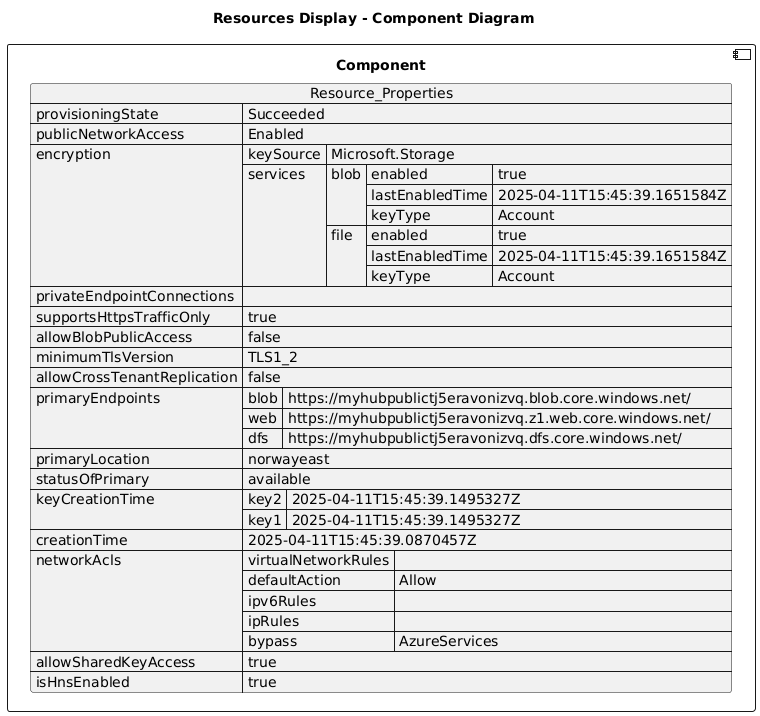 Resources Display - Component Diagram
Component
Resource_Properties
provisioningState Succeeded
publicNetworkAccess Enabled
encryption keySource Microsoft.Storage
services blob enabled true
lastEnabledTime 2025-04-11T15:45:39.1651584Z
keyType Account
file enabled true
lastEnabledTime 2025-04-11T15:45:39.1651584Z
keyType Account
privateEndpointConnections
supportsHttpsTrafficOnly true
allowBlobPublicAccess false
minimumTlsVersion TLS1_2
allowCrossTenantReplication false
primaryEndpoints blob https://myhubpublictj5eravonizvq.blob.core.windows.net/
web https://myhubpublictj5eravonizvq.z1.web.core.windows.net/
dfs https://myhubpublictj5eravonizvq.dfs.core.windows.net/
primaryLocation norwayeast
statusOfPrimary available
keyCreationTime key2 2025-04-11T15:45:39.1495327Z
key1 2025-04-11T15:45:39.1495327Z
creationTime 2025-04-11T15:45:39.0870457Z
networkAcls virtualNetworkRules
defaultAction Allow
ipv6Rules
ipRules
bypass AzureServices
allowSharedKeyAccess true
isHnsEnabled true